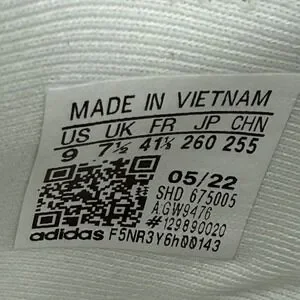 MADE IN VIETNAM
US UK FR JP CHN
9 7½ 41⅓ 260 255
05/22
SHD 675005
AGW9476
#129890020
adidas F5NR3Y6h00143